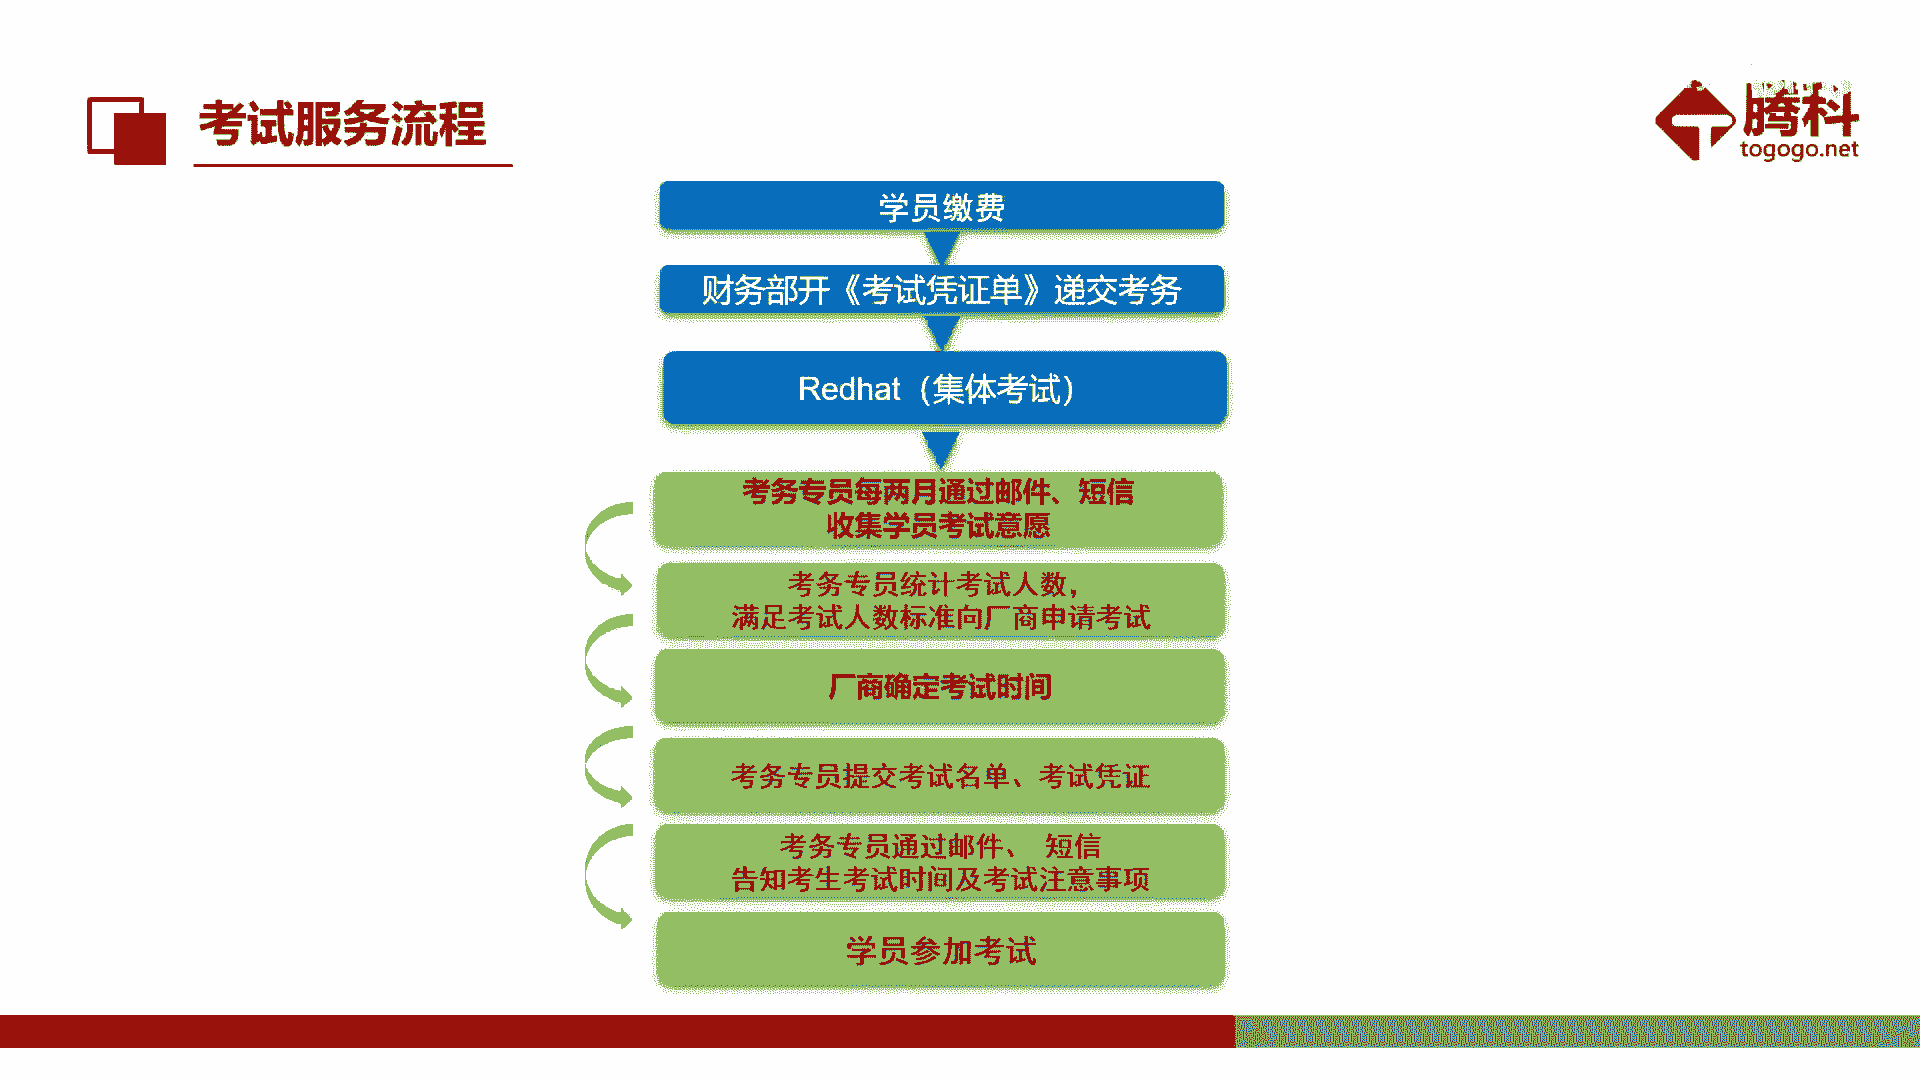 考试服务流程
腾科
togogo.net
学员缴费
财务部开《考试凭证单》递交考务
Redhat（集体考试）
考务专员每两月通过邮件、短信
收集学员考试意愿
考务专员统计考试人数，
满足考试人数标准向厂商申请考试
厂商确定考试时间
考务专员提交考试名单、考试凭证
考务专员通过邮件、 短信
告知考生考试时间及考试注意事项
学员参加考试